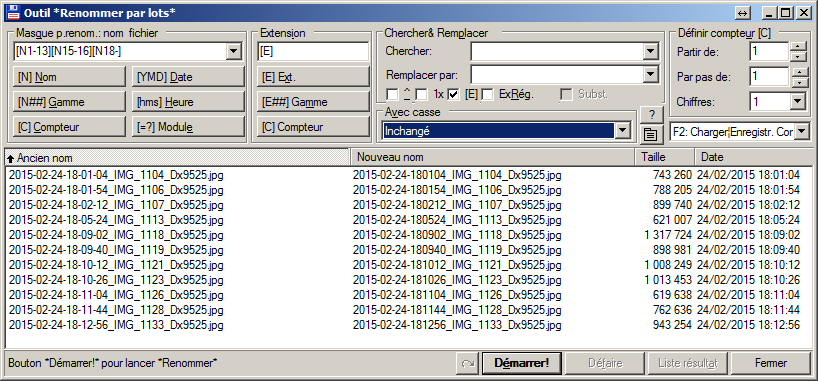 Outil *Renommer par lots*
Masque p.renom.: nom fichier
[N1-13][N15-16][N18-]
[N] Nom
[YMD] Date
[N##] Gamme
[hms] Heure
[C] Compteur
[=?] Module
Extension
[E]
[E] Ext.
[E##] Gamme
[C] Compteur
Chercher& Remplacer
Chercher:
Remplacer par:
^ 1x [E] ExRég. Subst.
Avec casse
Inchangé
?
Définir compteur [C]
Partir de: 1
Par pas de: 1
Chiffres: 1
F2: Charger|Enregistr. Cor
Ancien nom Nouveau nom Taille Date
2015-02-24-18-01-04_IMG_1104_Dx9525.jpg 2015-02-24-180104_IMG_1104_Dx9525.jpg 743 260 24/02/2015 18:01:04
2015-02-24-18-01-54_IMG_1106_Dx9525.jpg 2015-02-24-180154_IMG_1106_Dx9525.jpg 788 205 24/02/2015 18:01:54
2015-02-24-18-02-12_IMG_1107_Dx9525.jpg 2015-02-24-180212_IMG_1107_Dx9525.jpg 899 740 24/02/2015 18:02:12
2015-02-24-18-05-24_IMG_1113_Dx9525.jpg 2015-02-24-180524_IMG_1113_Dx9525.jpg 621 007 24/02/2015 18:05:24
2015-02-24-18-09-02_IMG_1118_Dx9525.jpg 2015-02-24-180902_IMG_1118_Dx9525.jpg 1 317 724 24/02/2015 18:09:02
2015-02-24-18-09-40_IMG_1119_Dx9525.jpg 2015-02-24-180940_IMG_1119_Dx9525.jpg 898 981 24/02/2015 18:09:40
2015-02-24-18-10-12_IMG_1121_Dx9525.jpg 2015-02-24-181012_IMG_1121_Dx9525.jpg 1 008 249 24/02/2015 18:10:12
2015-02-24-18-10-26_IMG_1123_Dx9525.jpg 2015-02-24-181026_IMG_1123_Dx9525.jpg 1 013 453 24/02/2015 18:10:26
2015-02-24-18-11-04_IMG_1126_Dx9525.jpg 2015-02-24-181104_IMG_1126_Dx9525.jpg 619 638 24/02/2015 18:11:04
2015-02-24-18-11-44_IMG_1128_Dx9525.jpg 2015-02-24-181144_IMG_1128_Dx9525.jpg 762 636 24/02/2015 18:11:44
2015-02-24-18-12-56_IMG_1133_Dx9525.jpg 2015-02-24-181256_IMG_1133_Dx9525.jpg 943 254 24/02/2015 18:12:56
Bouton *Démarrer!* pour lancer *Renommer* Démarrer! Défaire Liste résultat Fermer